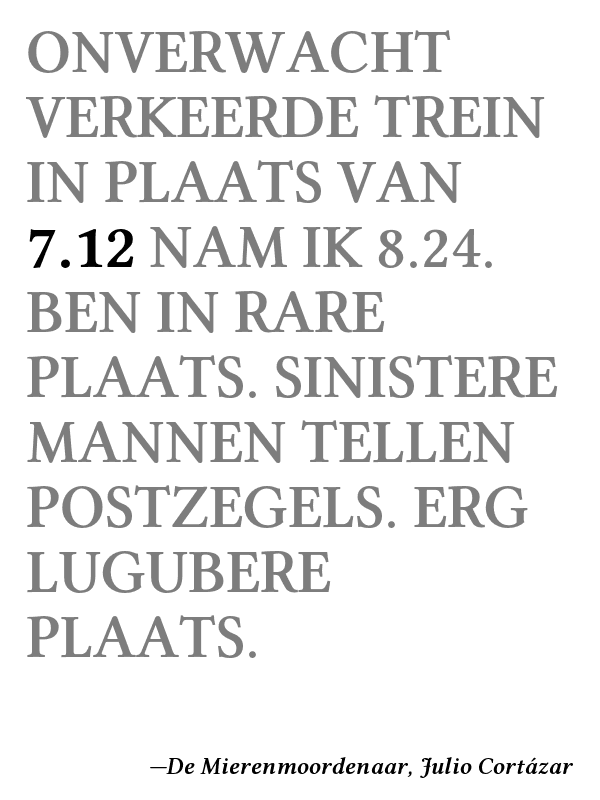 ONVERWACHT
VERKEERDE TREIN
IN PLAATS VAN
7.12 NAM IK 8.24.
BEN IN RARE
PLAATS. SINISTERE
MANNEN TELLEN
POSTZEGELS. ERG
LUGUBERE
PLAATS.
—De Mierenmoordenaar, Julio Cortázar